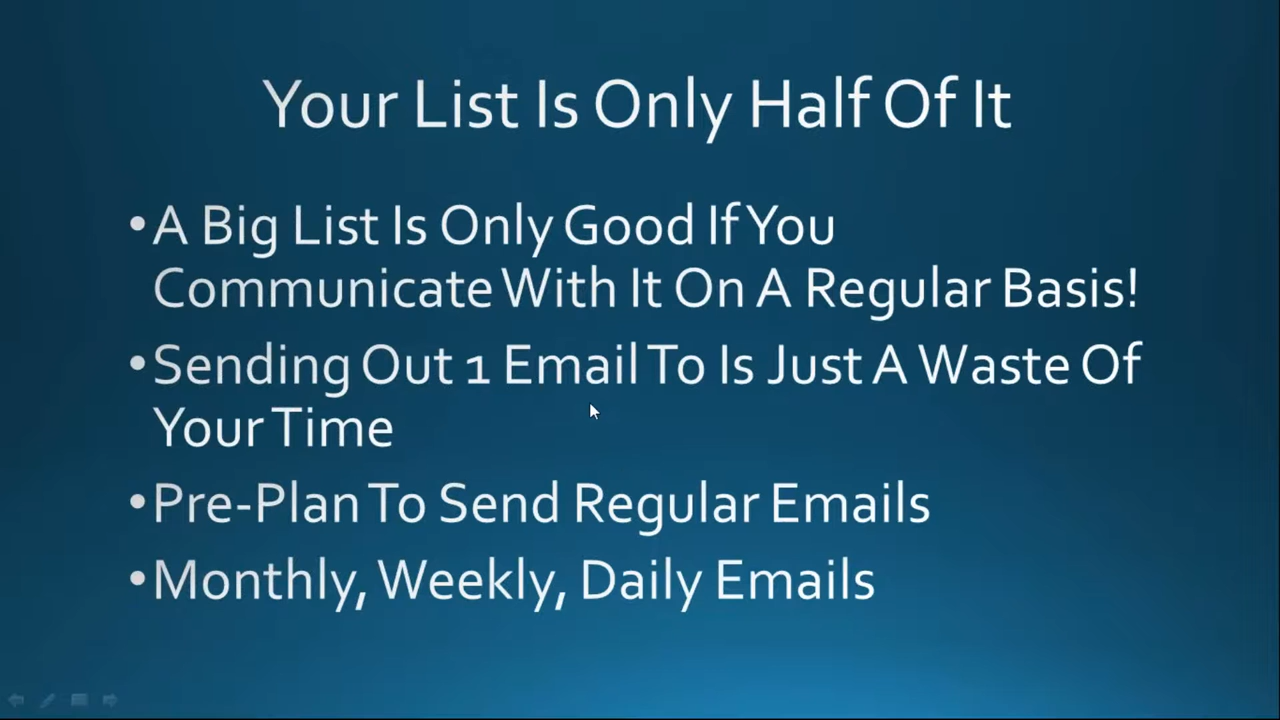 Your List Is Only Half Of It
•A Big List Is Only Good If You
Communicate With It On A Regular Basis!
•Sending Out 1 Email To Is Just A Waste Of
Your Time
•Pre-Plan To Send Regular Emails
•Monthly, Weekly, Daily Emails